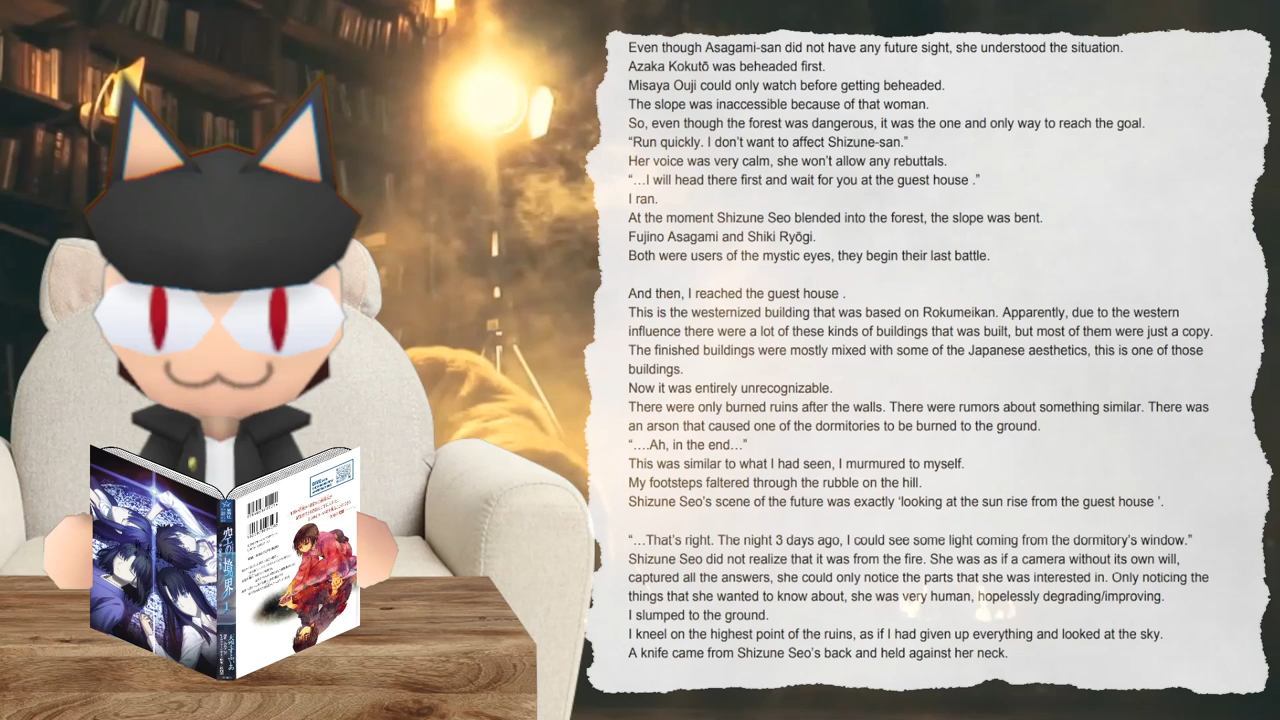 Even though Asagami-san did not have any future sight, she understood the situation.
Azaka Kokutō was beheaded first.
Misaya Ouji could only watch before getting beheaded.
The slope was inaccessible because of that woman.
So, even though the forest was dangerous, it was the one and only way to reach the goal.
“Run quickly. I don’t want to affect Shizune-san.”
Her voice was very calm, she won’t allow any rebuttals.
“…I will head there first and wait for you at the guest house .”
I ran.
At the moment Shizune Seo blended into the forest, the slope was bent.
Fujino Asagami and Shiki Ryōgi.
Both were users of the mystic eyes, they begin their last battle.
And then, I reached the guest house .
This is the westernized building that was based on Rokumeikan. Apparently, due to the western
influence there were a lot of these kinds of buildings that was built, but most of them were just a copy.
The finished buildings were mostly mixed with some of the Japanese aesthetics, this is one of those
buildings.
Now it was entirely unrecognizable.
There were only burned ruins after the walls. There were rumors about something similar. There was
an arson that caused one of the dormitories to be burned to the ground.
“….Ah, in the end…”
This was similar to what I had seen, I murmured to myself.
My footsteps faltered through the rubble on the hill.
Shizune Seo’s scene of the future was exactly ‘looking at the sun rise from the guest house ’.
“…That’s right. The night 3 days ago, I could see some light coming from the dormitory’s window.”
Shizune Seo did not realize that it was from the fire. She was as if a camera without its own will,
captured all the answers, she could only notice the parts that she was interested in. Only noticing the
things that she wanted to know about, she was very human, hopelessly degrading/improving.
I slumped to the ground.
I kneel on the highest point of the ruins, as if I had given up everything and looked at the sky.
A knife came from Shizune Seo’s back and held against her neck.
空の境界
1